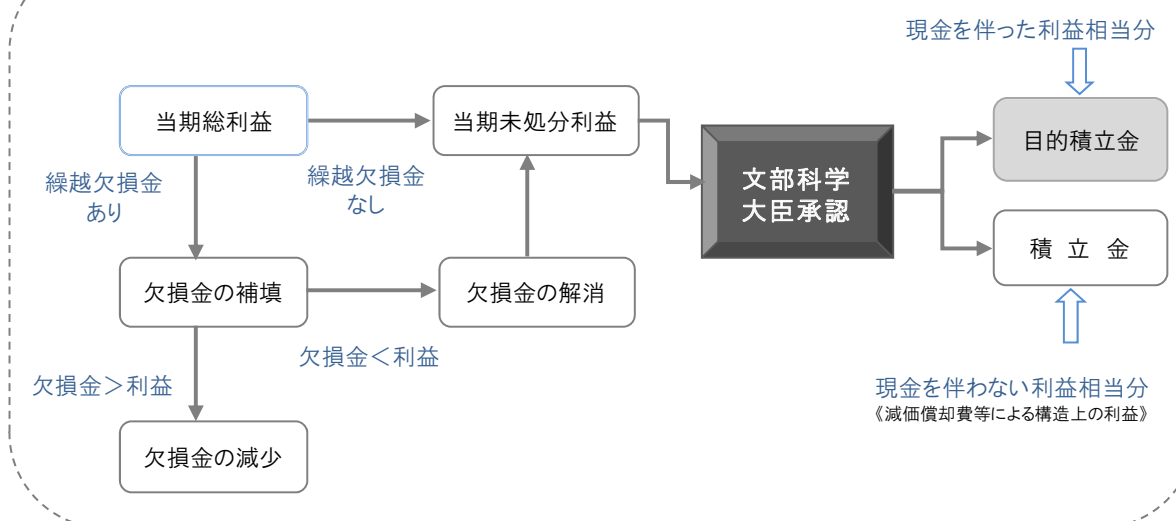 現金を伴った利益相当分
当期総利益
当期未処分利益
目的積立金
繰越欠損金
あり
繰越欠損金
なし
文部科学
大臣承認
積 立 金
欠損金の補填
欠損金の解消
欠損金＜利益
欠損金＞利益
現金を伴わない利益相当分
《減価償却費等による構造上の利益》
欠損金の減少